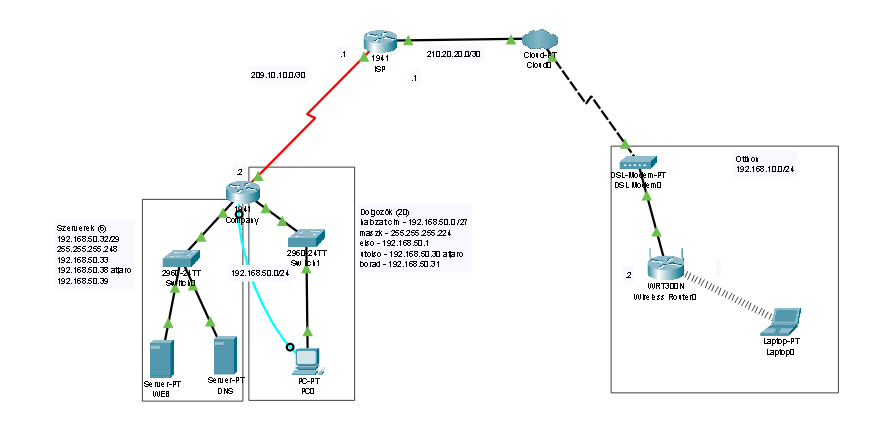 1941
ISP
.1
210.20.20.0/30
.1
Cloud-PT
Cloud0
209.10.10.0/30
Otthon
192.168.10.0/24
DSL-Modem-PT
DSL Modem0
.2
1941
Company
Szerverek (6)
192.168.50.32/29
255.255.255.248
192.168.50.33
192.168.50.38 atjaro
192.168.50.39
Dolgozók (20)
habzatcim - 192.168.50.0 /27
maszk - 255.255.255.224
elso - 192.168.50.1
utolso - 192.168.50.30 atjaro
borad - 192.168.50.31
2960-24TT
Switch1
2960-24TT
Switch0
192.168.50.0/24
.2
WRT300N
Wireless Router0
Laptop-PT
Laptop0
Server-PT
WEB
Server-PT
DNS
PC-PT
PC0